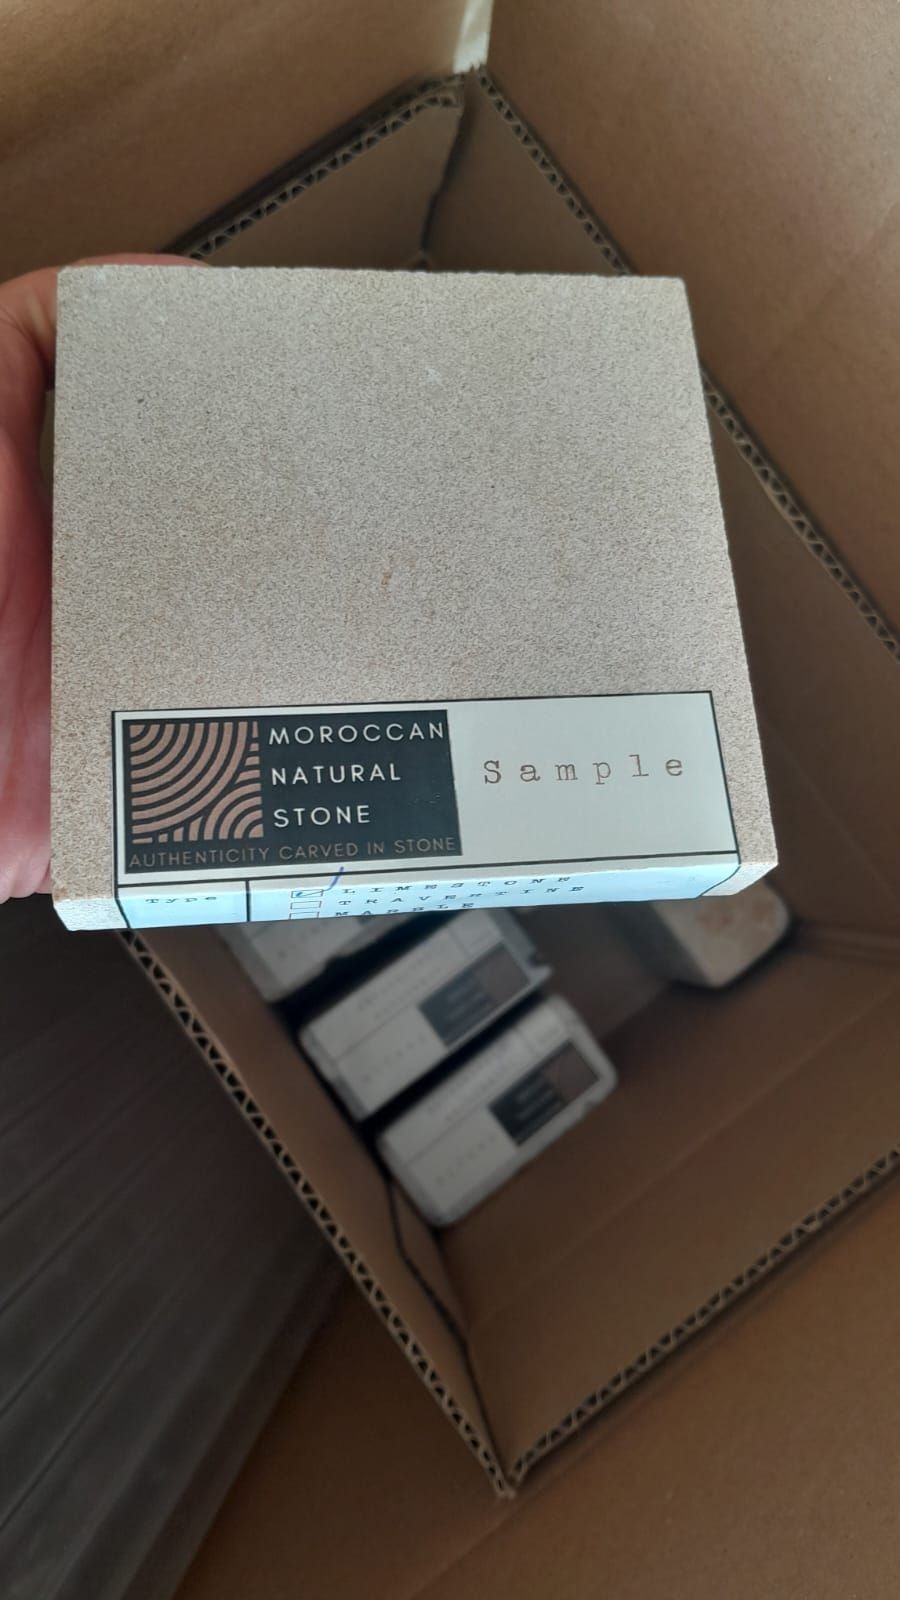 MOROCCAN
NATURAL
STONE
AUTHENTICITY CARVED IN STONE
Sample
Type
LIMESTONE
TRAVERTINE
MARBLE